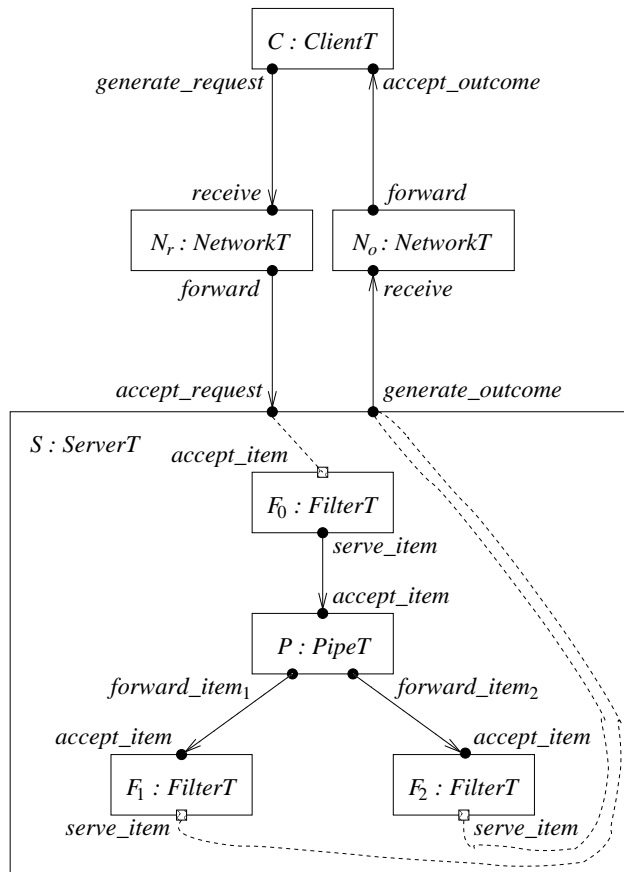 C : ClientT
generate_request accept_outcome
receive forward
N_r : NetworkT N_o : NetworkT
forward receive
accept_request generate_outcome
S : ServerT
accept_item
F_0 : FilterT
serve_item
accept_item
P : PipeT
forward_item_1 forward_item_2
accept_item accept_item
F_1 : FilterT F_2 : FilterT
serve_item serve_item